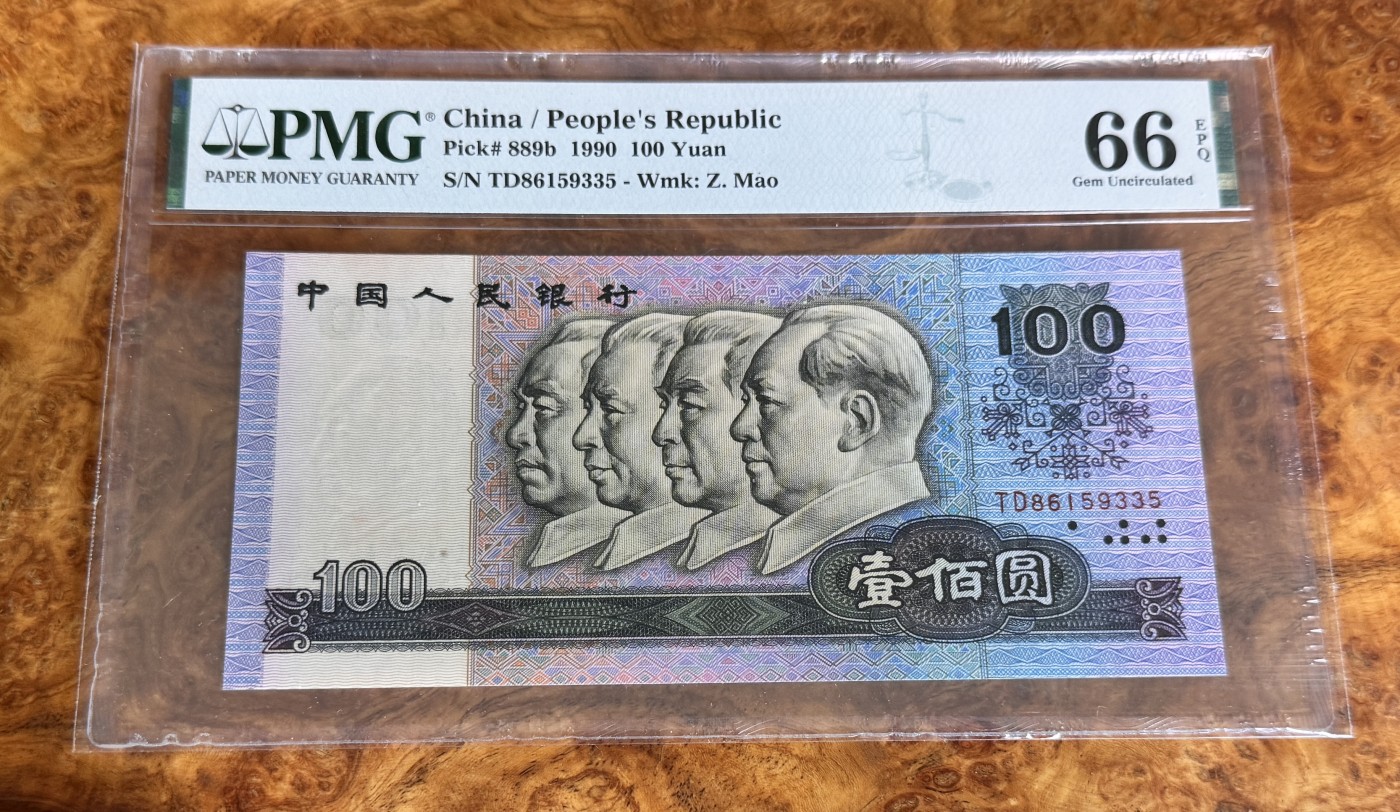 PMG® China / People's Republic
PAPER MONEY GUARANTY
Pick# 889b 1990 100 Yuan
S/N TD86159335 - Wmk: Z. Mao
66 EPQ
Gem Uncirculated
中国人民银行
100
TD86159335
100
壹佰圆